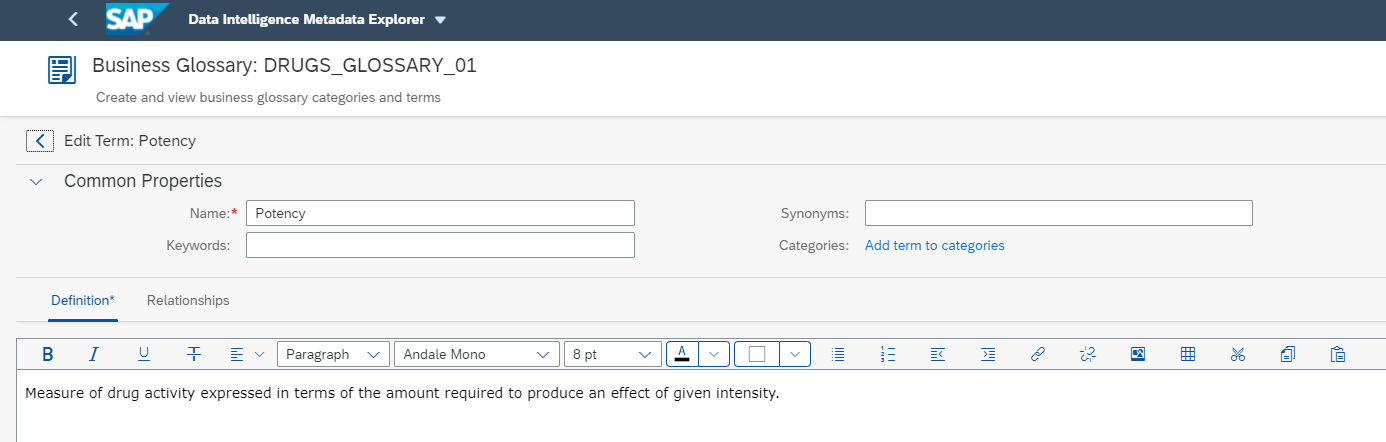 SAP Data Intelligence Metadata Explorer
Business Glossary: DRUGS_GLOSSARY_01
Create and view business glossary categories and terms
Edit Term: Potency
Common Properties
Name:* Potency Synonyms:
Keywords: Categories: Add term to categories
Definition* Relationships
B I U T Paragraph Andale Mono 8 pt A
Measure of drug activity expressed in terms of the amount required to produce an effect of given intensity.